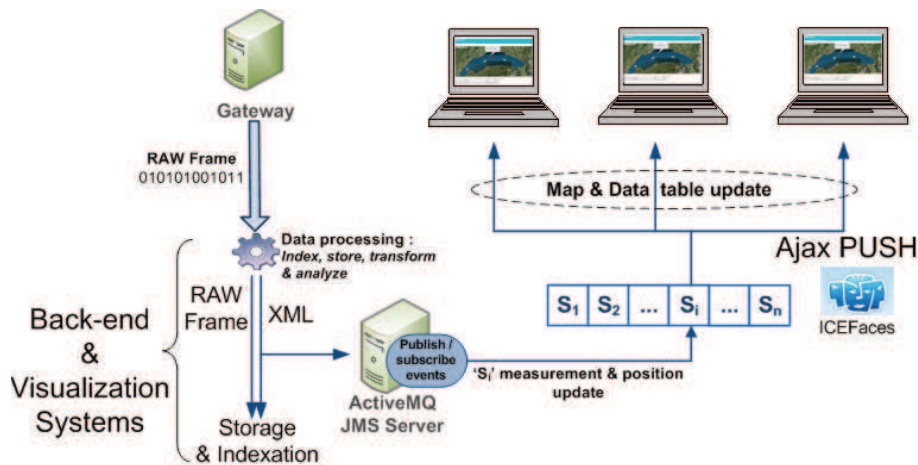 Gateway
RAW Frame
010101001011
Data processing :
Index, store, transform
& analyze
RAW
Frame
XML
Back-end
&
Visualization
Systems
Storage
& Indexation
Publish /
subscribe
events
ActiveMQ
JMS Server
'Si' measurement & position
update
Map & Data table update
Ajax PUSH
S1 S2 ... Si ... Sn
ICEFaces